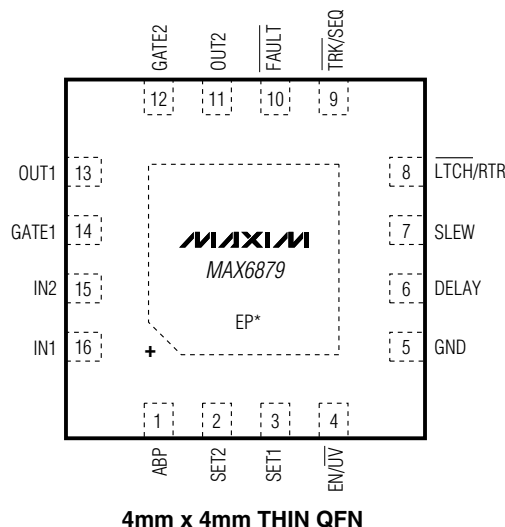 GATE2 OUT2 FAULT TRK/SEQ
12 11 10 9
OUT1 13 8 LTCH/RTR
GATE1 14 7 SLEW
IN2 15 6 DELAY
IN1 16 5 GND
MAXIM
MAX6879
EP*
+
1 2 3 4
ABP SET2 SET1 EN/UV
4mm x 4mm THIN QFN